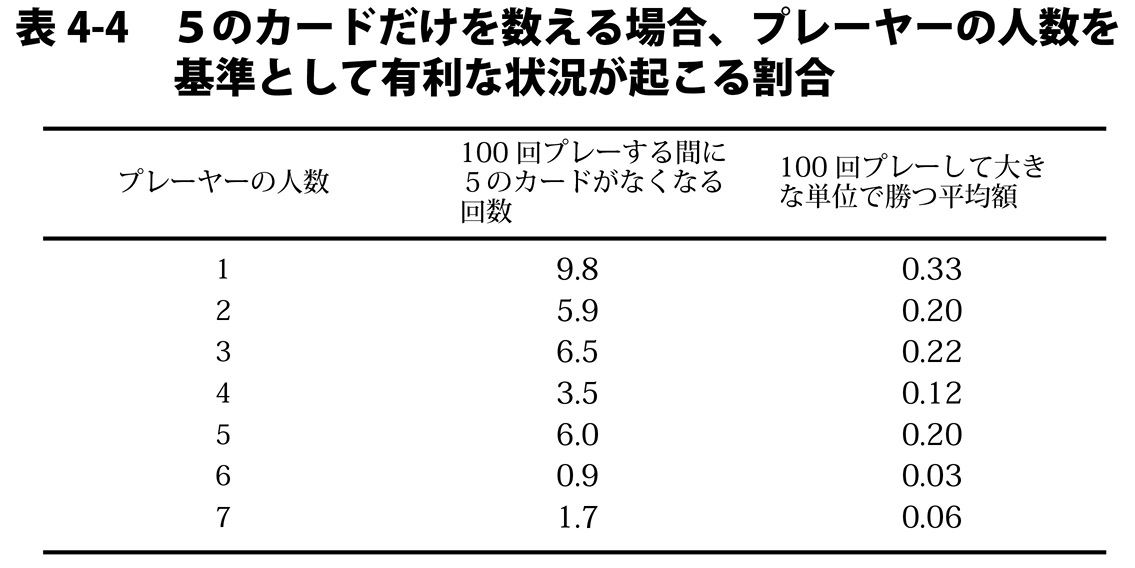 表 4-4　５のカードだけを数える場合、プレーヤーの人数を
基準として有利な状況が起こる割合
プレーヤーの人数
100 回プレーする間に
５のカードがなくなる
回数
100 回プレーして大き
な単位で勝つ平均額
1 9.8 0.33
2 5.9 0.20
3 6.5 0.22
4 3.5 0.12
5 6.0 0.20
6 0.9 0.03
7 1.7 0.06